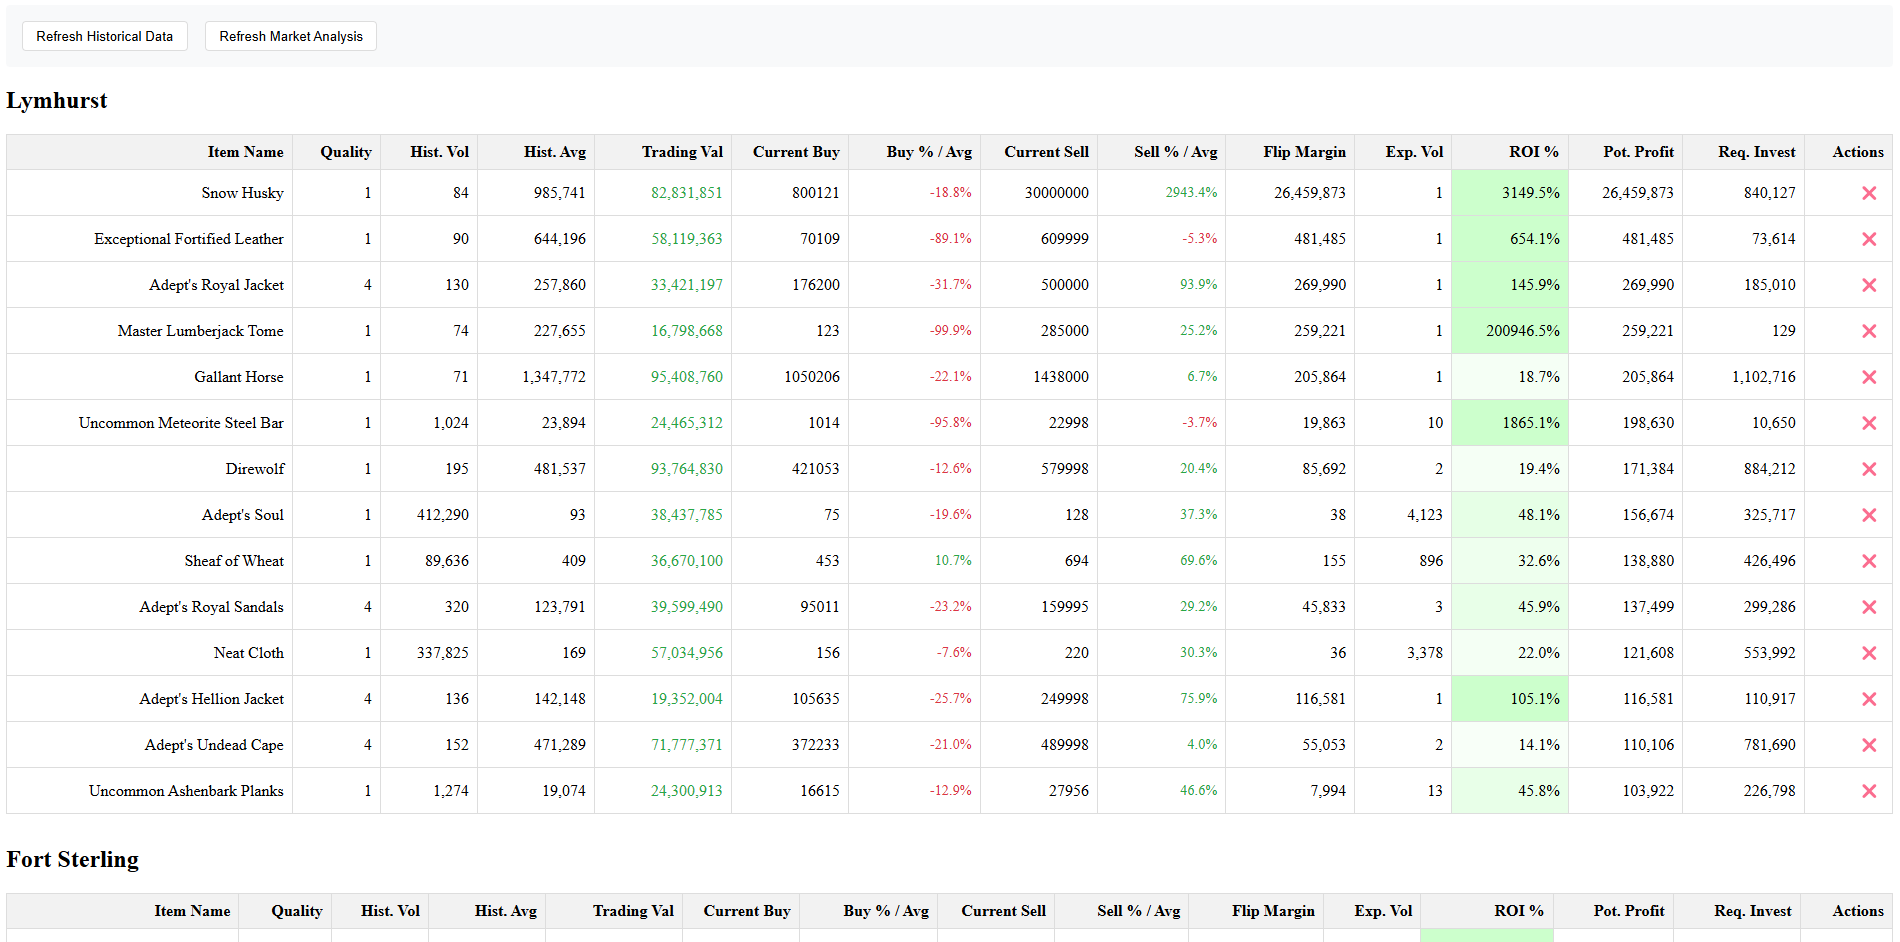 Refresh Historical Data Refresh Market Analysis
Lymhurst
Item Name Quality Hist. Vol Hist. Avg Trading Val Current Buy Buy % / Avg Current Sell Sell % / Avg Flip Margin Exp. Vol ROI % Pot. Profit Req. Invest Actions
Snow Husky 1 84 985,741 82,831,851 800121 -18.8% 30000000 2943.4% 26,459,873 1 3149.5% 26,459,873 840,127
Exceptional Fortified Leather 1 90 644,196 58,119,363 70109 -89.1% 609999 -5.3% 481,485 1 654.1% 481,485 73,614
Adept's Royal Jacket 4 130 257,860 33,421,197 176200 -31.7% 500000 93.9% 269,990 1 145.9% 269,990 185,010
Master Lumberjack Tome 1 74 227,655 16,798,668 123 -99.9% 285000 25.2% 259,221 1 200946.5% 259,221 129
Gallant Horse 1 71 1,347,772 95,408,760 1050206 -22.1% 1438000 6.7% 205,864 1 18.7% 205,864 1,102,716
Uncommon Meteorite Steel Bar 1 1,024 23,894 24,465,312 1014 -95.8% 22998 -3.7% 19,863 10 1865.1% 198,630 10,650
Direwolf 1 195 481,537 93,764,830 421053 -12.6% 579998 20.4% 85,692 2 19.4% 171,384 884,212
Adept's Soul 1 412,290 93 38,437,785 75 -19.6% 128 37.3% 38 4,123 48.1% 156,674 325,717
Sheaf of Wheat 1 89,636 409 36,670,100 453 10.7% 694 69.6% 155 896 32.6% 138,880 426,496
Adept's Royal Sandals 4 320 123,791 39,599,490 95011 -23.2% 159995 29.2% 45,833 3 45.9% 137,499 299,286
Neat Cloth 1 337,825 169 57,034,956 156 -7.6% 220 30.3% 36 3,378 22.0% 121,608 553,992
Adept's Hellion Jacket 4 136 142,148 19,352,004 105635 -25.7% 249998 75.9% 116,581 1 105.1% 116,581 110,917
Adept's Undead Cape 4 152 471,289 71,777,371 372233 -21.0% 489998 4.0% 55,053 2 14.1% 110,106 781,690
Uncommon Ashenbark Planks 1 1,274 19,074 24,300,913 16615 -12.9% 27956 46.6% 7,994 13 45.8% 103,922 226,798
Fort Sterling
Item Name Quality Hist. Vol Hist. Avg Trading Val Current Buy Buy % / Avg Current Sell Sell % / Avg Flip Margin Exp. Vol ROI % Pot. Profit Req. Invest Actions